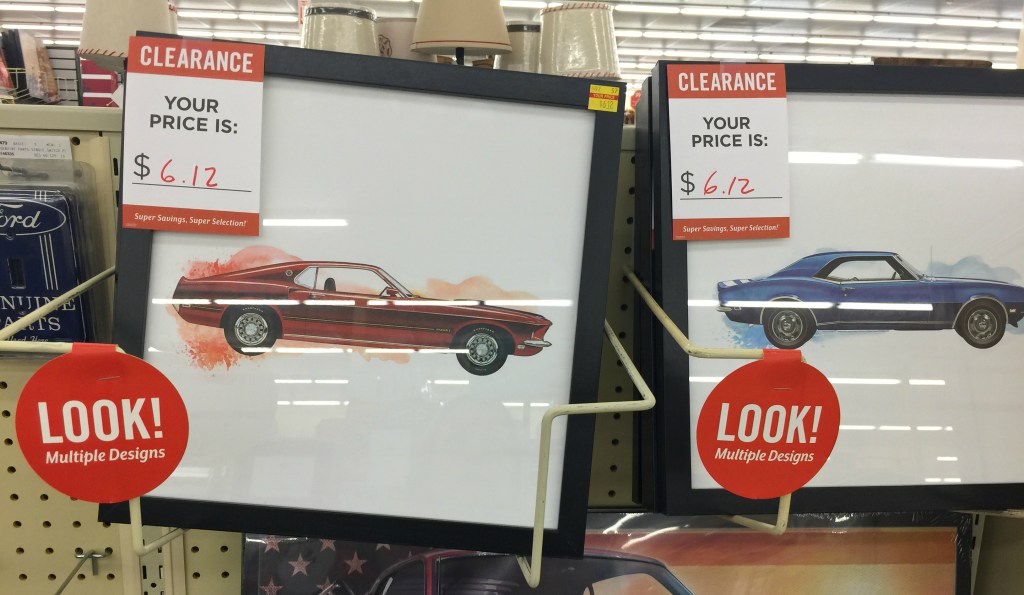 CLEARANCE
YOUR
PRICE IS:
$ 6.12
Super Savings, Super Selection!
LOOK!
Multiple Designs
CLEARANCE
YOUR
PRICE IS:
$ 6.12
Super Savings, Super Selection!
LOOK!
Multiple Designs
ord
NUINE
ARTS